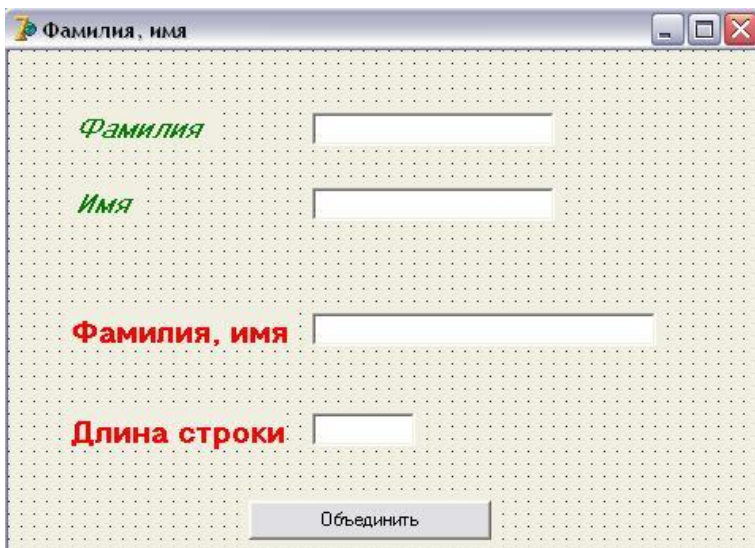 Фамилия, имя
Фамилия
Имя
Фамилия, имя
Длина строки
Объединить